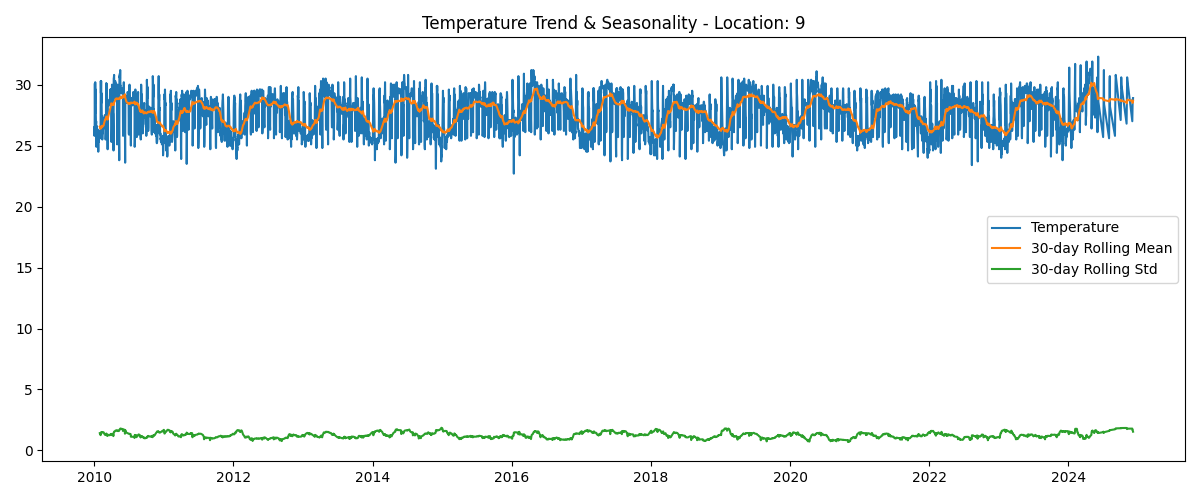 Temperature Trend & Seasonality - Location: 9
30
25
20
15
10
5
0
Temperature
30-day Rolling Mean
30-day Rolling Std
2010 2012 2014 2016 2018 2020 2022 2024